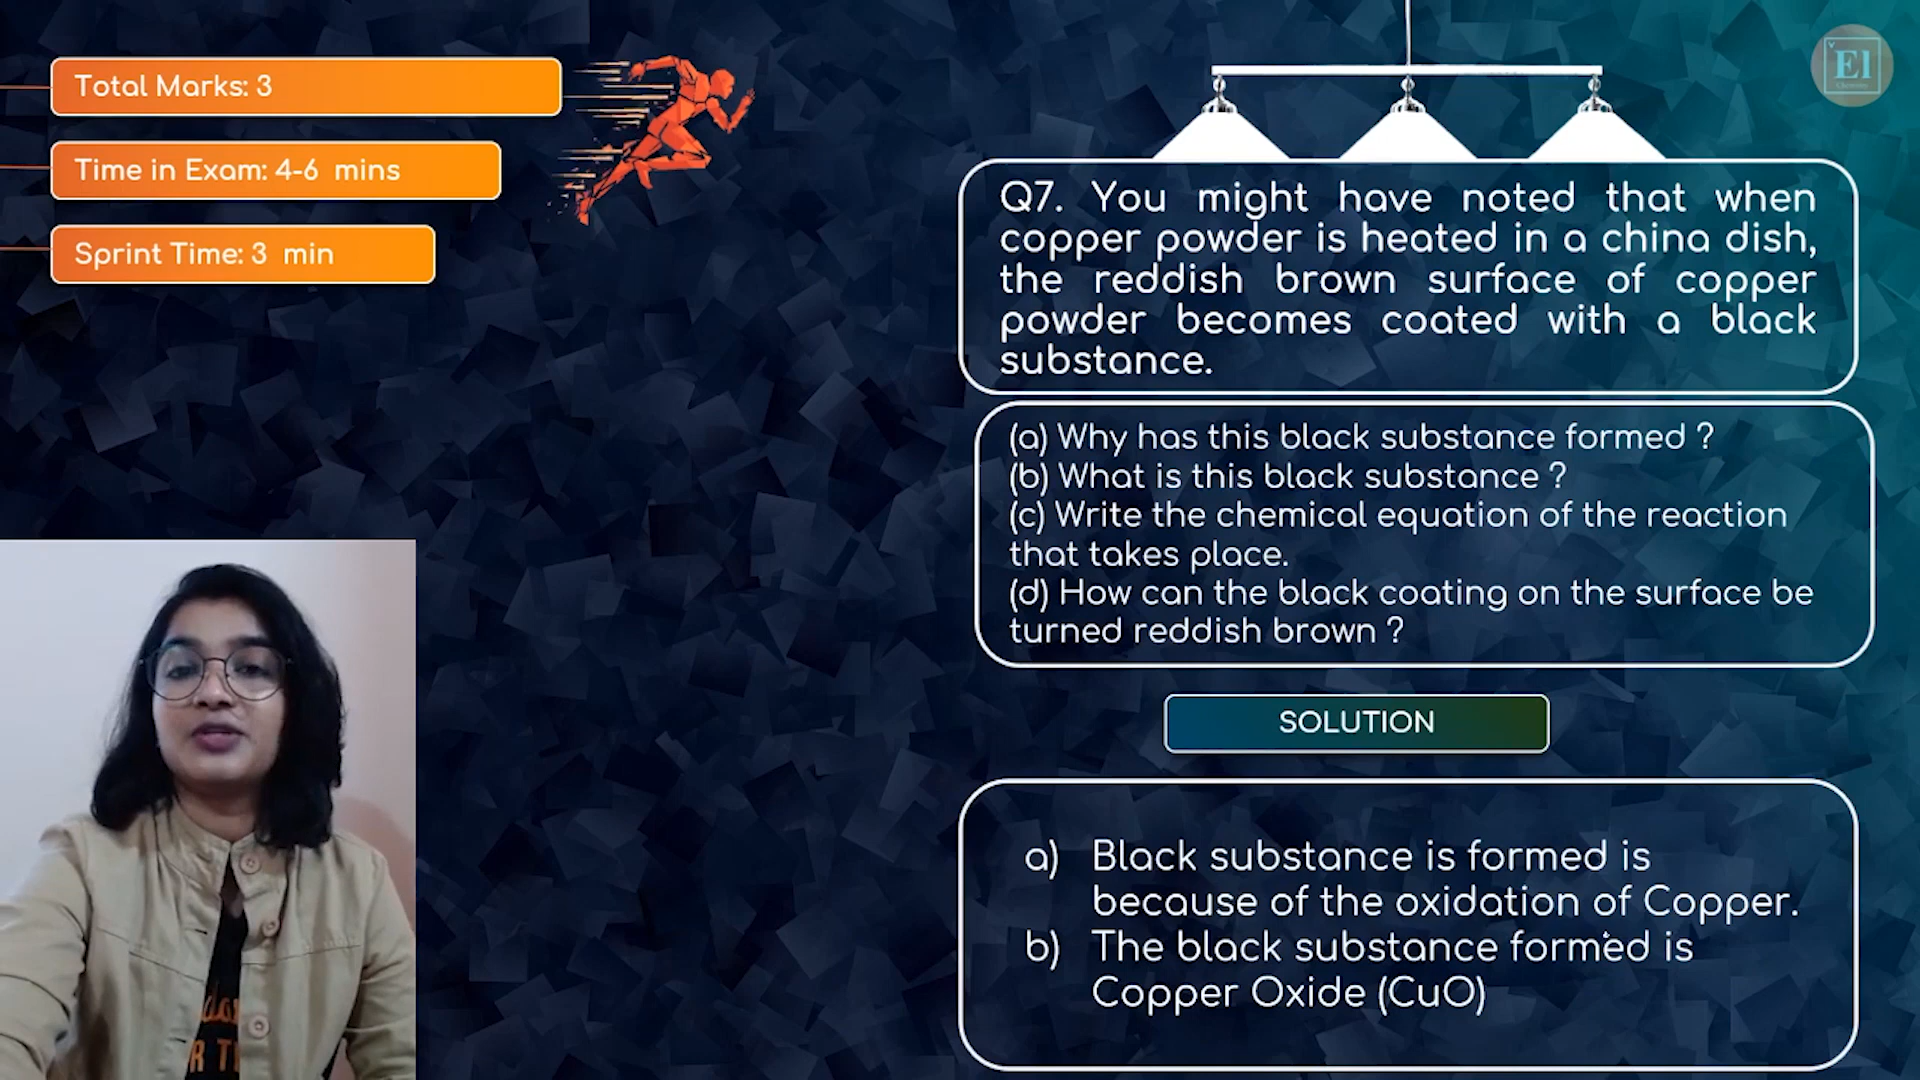 Total Marks: 3
Time in Exam: 4-6 mins
Sprint Time: 3 min
El
Chemistry
Q7. You might have noted that when
copper powder is heated in a china dish,
the reddish brown surface of copper
powder becomes coated with a black
substance.
(a) Why has this black substance formed ?
(b) What is this black substance ?
(c) Write the chemical equation of the reaction
that takes place.
(d) How can the black coating on the surface be
turned reddish brown ?
SOLUTION
a) Black substance is formed is
because of the oxidation of Copper.
b) The black substance formed is
Copper Oxide (CuO)